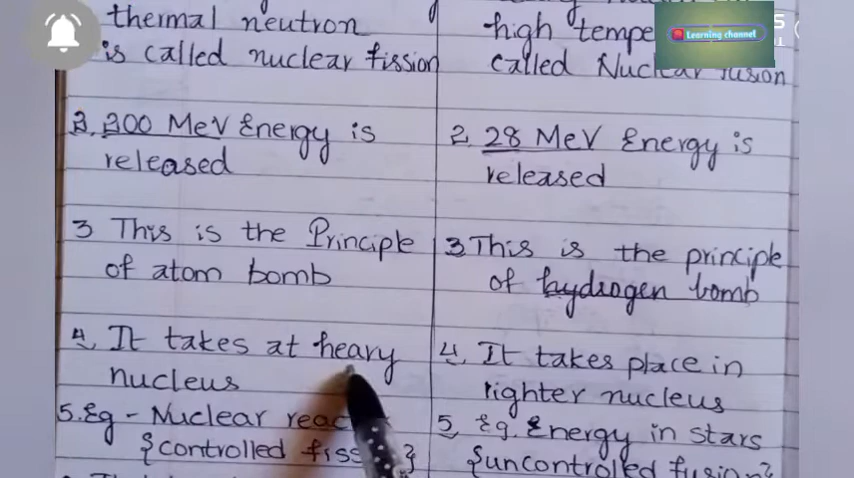 thermal neutron
is called nuclear fission
3. 200 MeV Energy is
released
3 This is the Principle
of atom bomb
4. It takes at heavy
nucleus
5. Eg - Nuclear reac
{controlled fiss }
high tempe
called Nuclear fusion
2. 28 MeV Energy is
released
3 This is the principle
of hydrogen bomb
4. It takes place in
lighter nucleus
5. Eg. Energy in stars
{uncontrolled fusion}
Learning channel